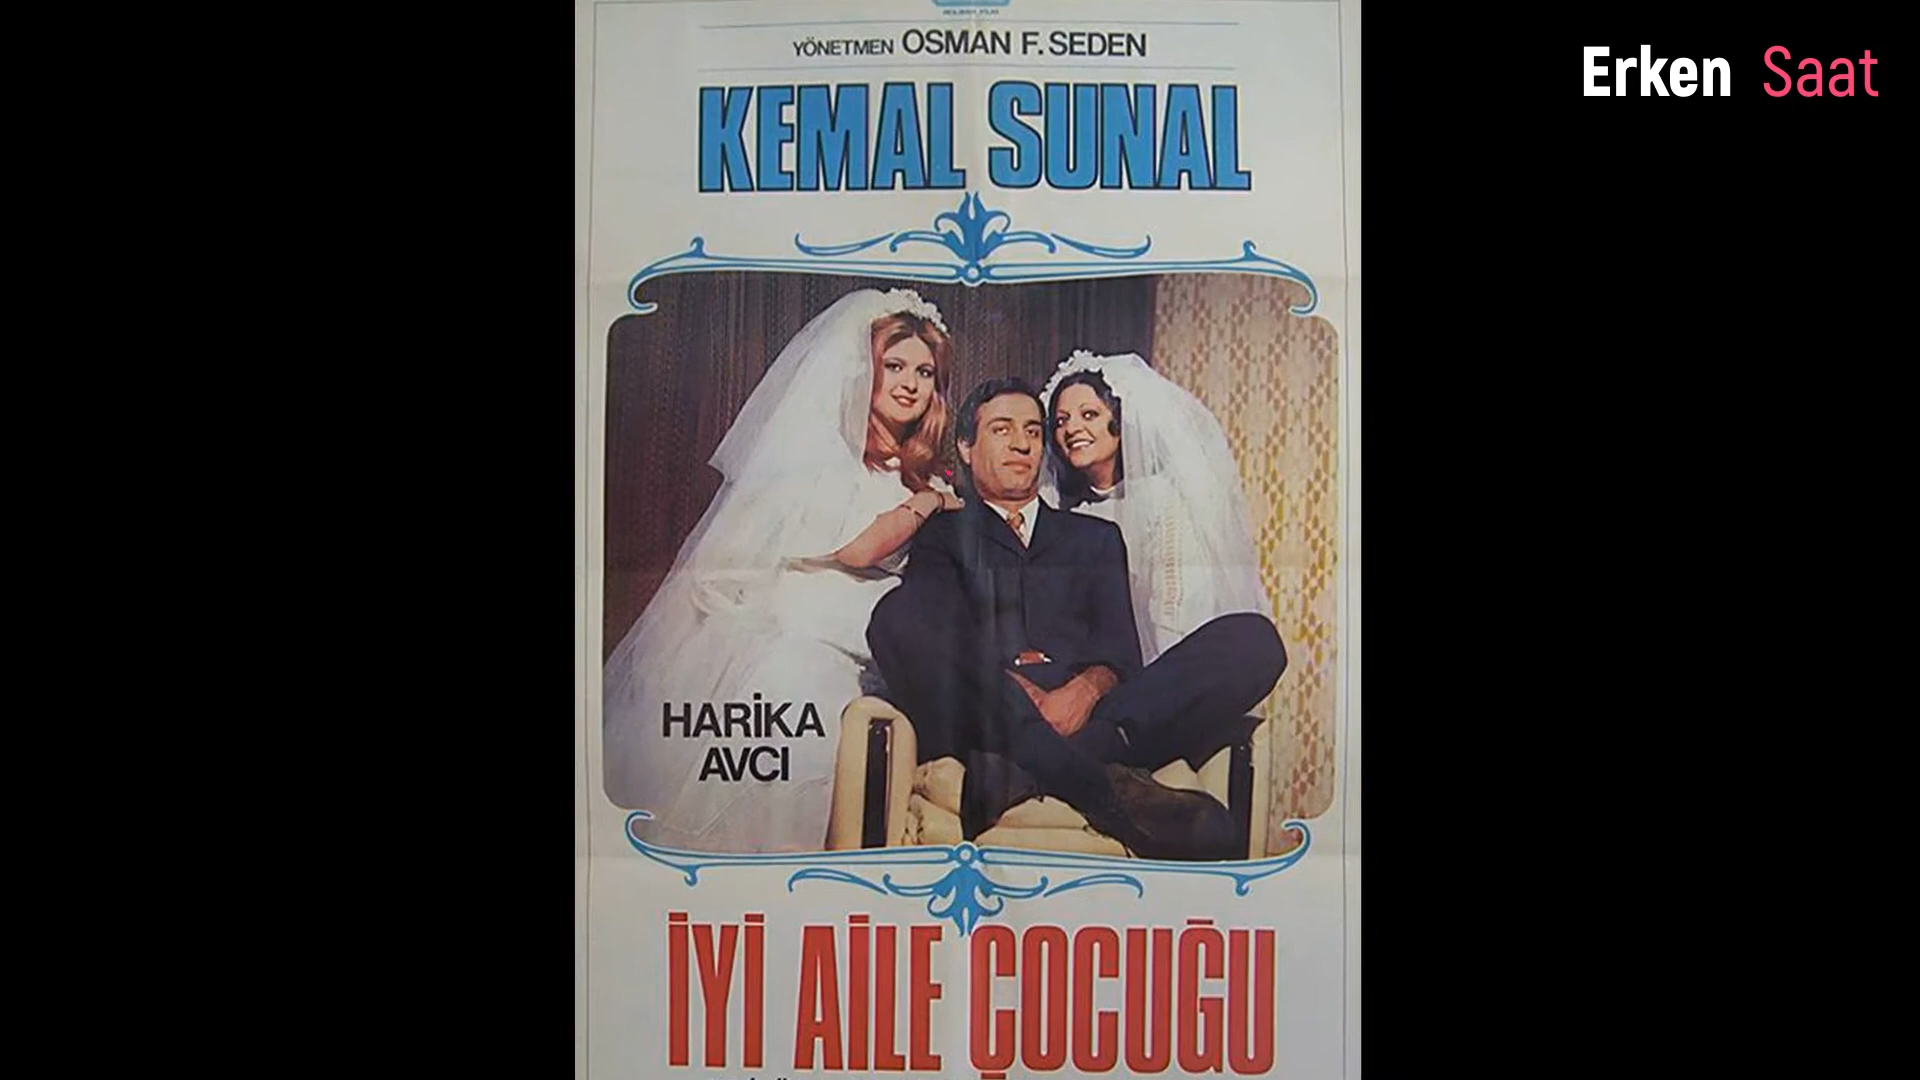 Erken Saat
YÖNETMEN OSMAN F. SEDEN
KEMAL SUNAL
HARİKA
AVCI
İYİ AİLE ÇOCUĞU